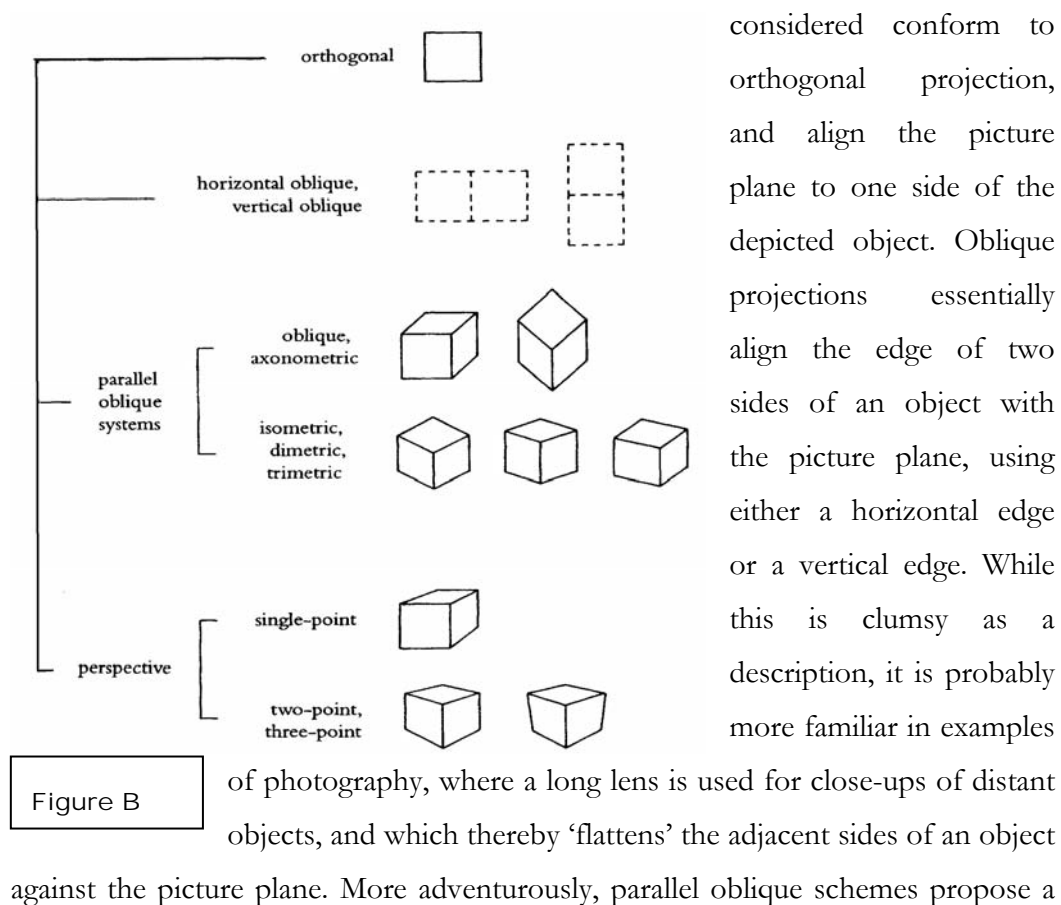 orthogonal
horizontal oblique,
vertical oblique
oblique,
axonometric
parallel
oblique
systems
isometric,
dimetric,
trimetric
single-point
perspective
two-point,
three-point
Figure B
considered conform to
orthogonal projection,
and align the picture
plane to one side of the
depicted object. Oblique
projections essentially
align the edge of two
sides of an object with
the picture plane, using
either a horizontal edge
or a vertical edge. While
this is clumsy as a
description, it is probably
more familiar in examples
of photography, where a long lens is used for close-ups of distant
objects, and which thereby ‘flattens’ the adjacent sides of an object
against the picture plane. More adventurously, parallel oblique schemes propose a